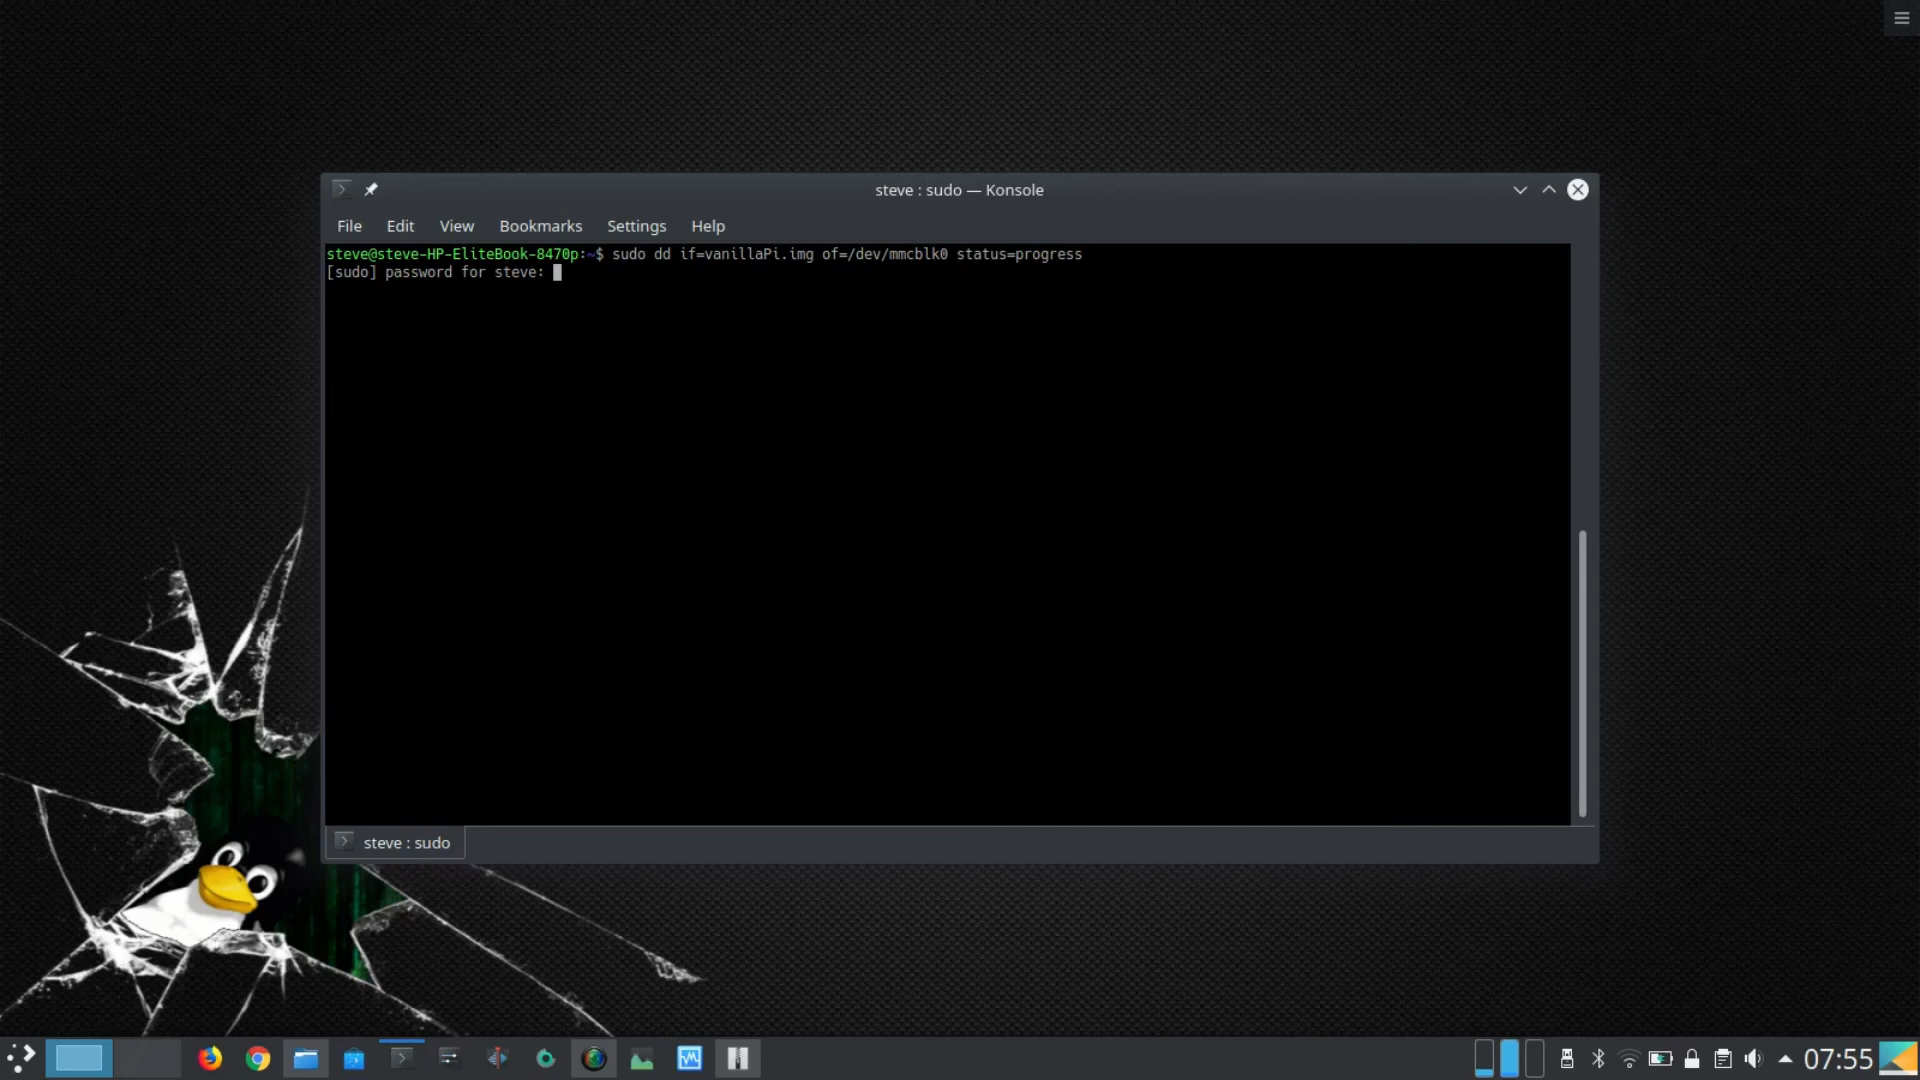 steve : sudo — Konsole
File Edit View Bookmarks Settings Help
steve@steve-HP-EliteBook-8470p:~$ sudo dd if=vanillaPi.img of=/dev/mmcblk0 status=progress
[sudo] password for steve:
steve : sudo
07:55